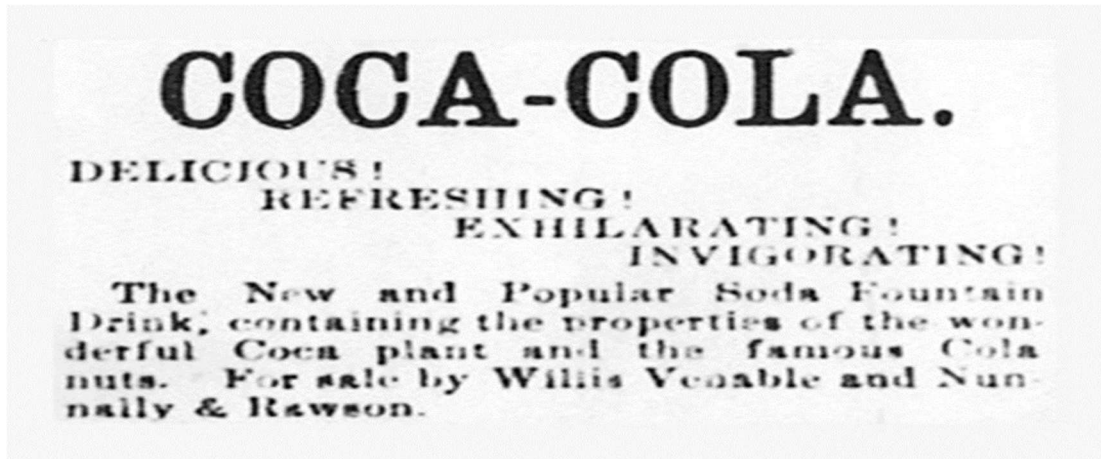 COCA-COLA.
DELICIOUS!
REFRESHING!
EXHILARATING!
INVIGORATING!
The New and Popular Soda Fountain
Drink, containing the properties of the won-
derful Coca plant and the famous Cola
nuts. For sale by Willis Venable and Nun-
nally & Rawson.